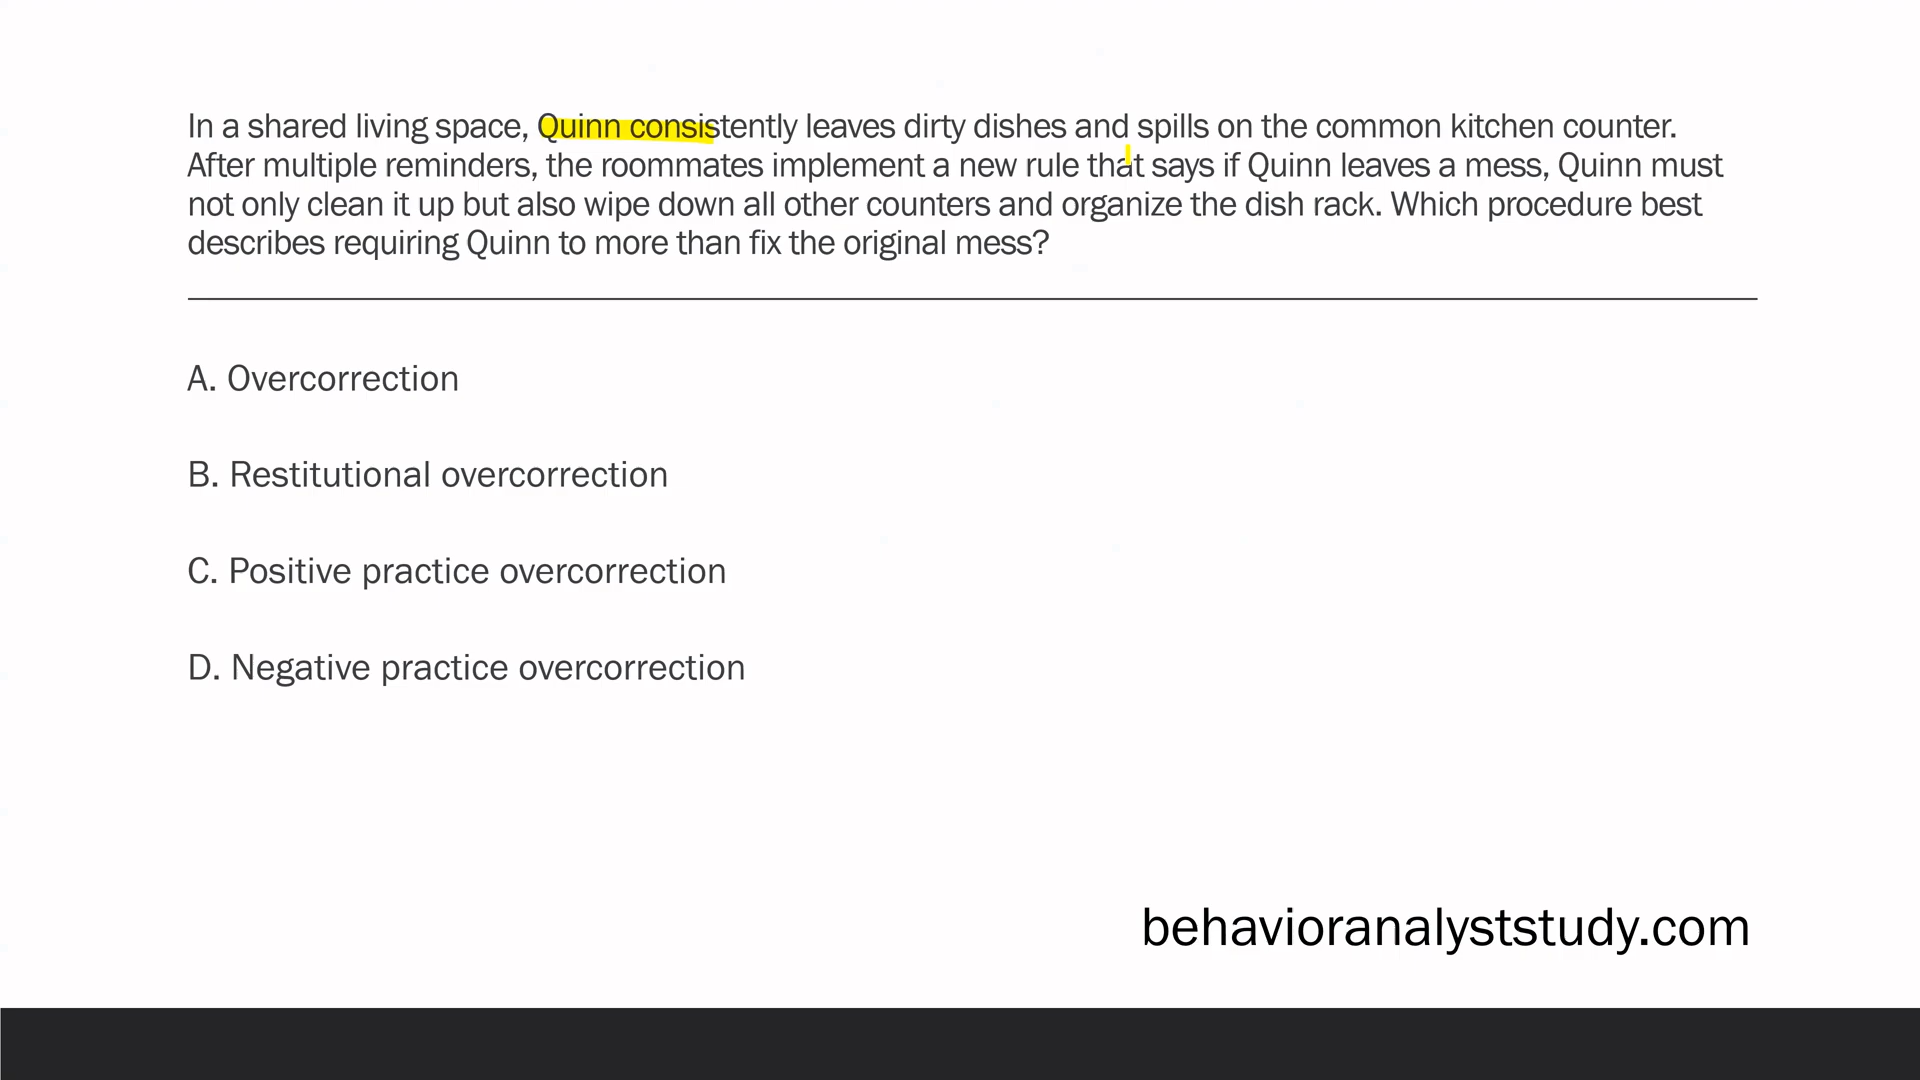 In a shared living space, Quinn consistently leaves dirty dishes and spills on the common kitchen counter.
After multiple reminders, the roommates implement a new rule that says if Quinn leaves a mess, Quinn must
not only clean it up but also wipe down all other counters and organize the dish rack. Which procedure best
describes requiring Quinn to more than fix the original mess?
A. Overcorrection
B. Restitutional overcorrection
C. Positive practice overcorrection
D. Negative practice overcorrection
behavioranalyststudy.com